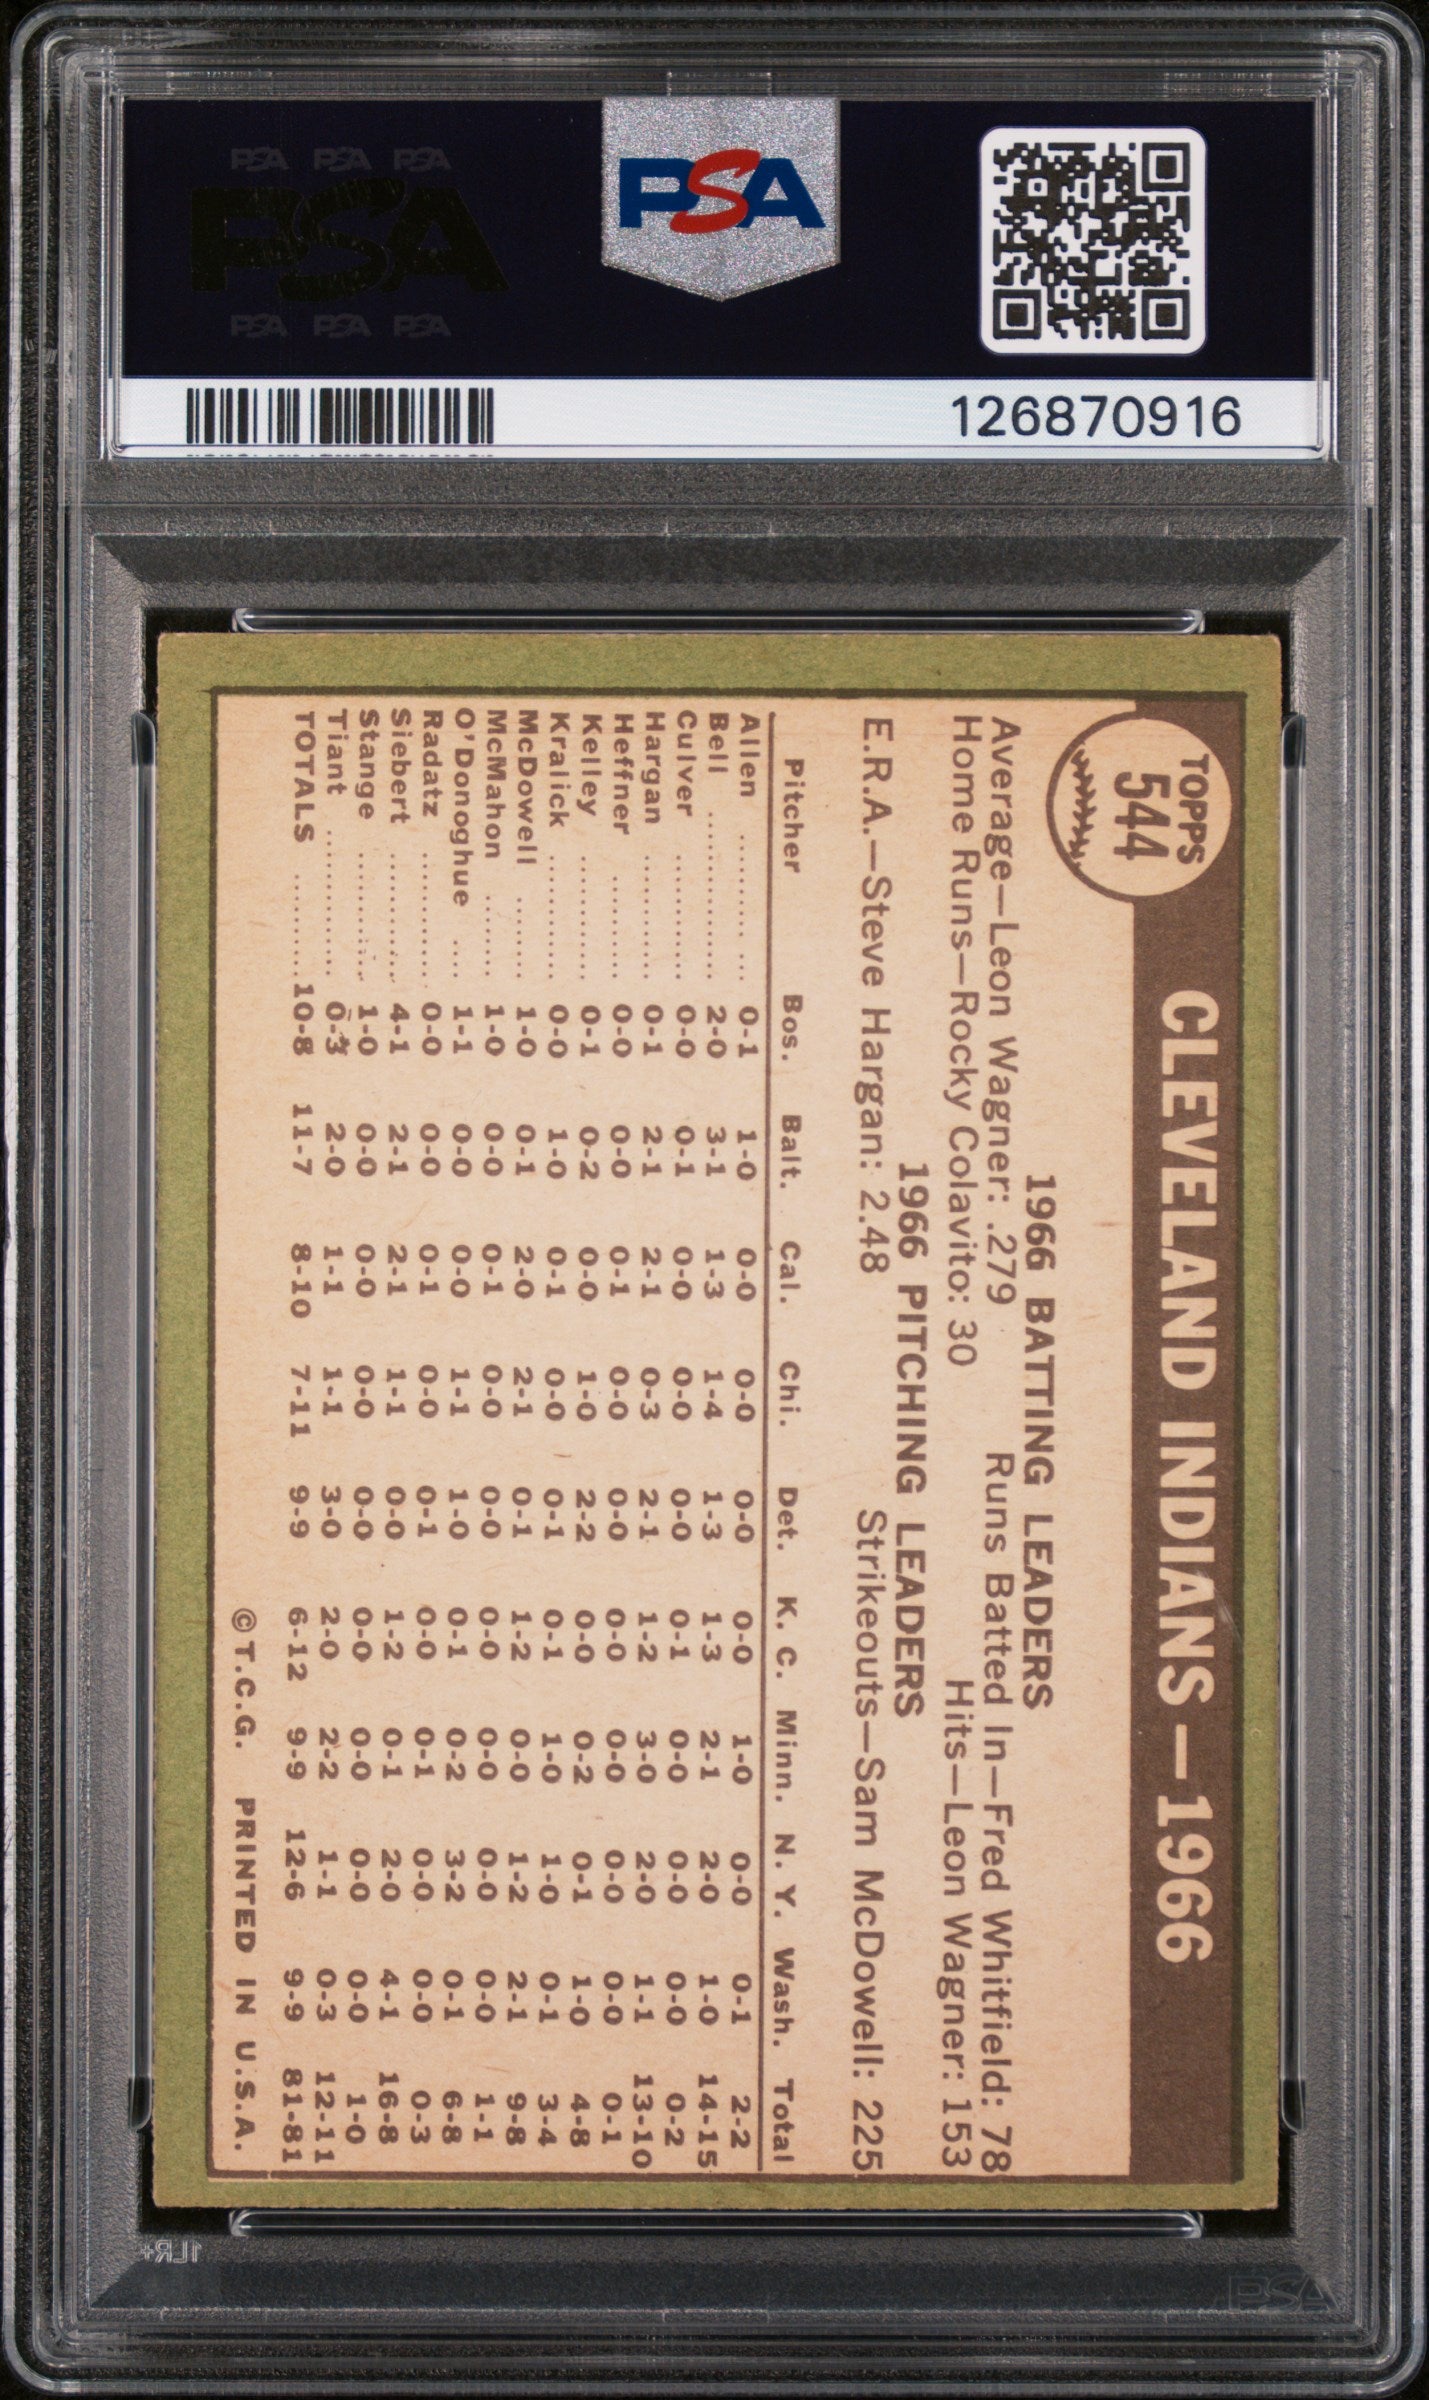 PSA PSA PSA
PSA
PSA PSA PSA
PSA
126870916
TOPPS
544
CLEVELAND INDIANS—1966
1966 BATTING LEADERS
Average—Leon Wagner: .279 Runs Batted In—Fred Whitfield: 78
Home Runs—Rocky Colavito: 30 Hits—Leon Wagner: 153
1966 PITCHING LEADERS
E.R.A.—Steve Hargan: 2.48 Strikeouts—Sam McDowell: 225
Pitcher Bos. Balt. Cal. Chi. Det. K. C. Minn. N. Y. Wash. Total
Allen ........... 0-1 1-0 0-0 0-0 0-0 0-0 1-0 0-0 0-1 2-2
Bell ............... 2-0 3-1 1-3 1-4 1-3 1-3 2-1 2-0 1-0 14-15
Culver ........... 0-0 0-1 0-0 0-0 0-0 0-1 0-0 0-0 0-0 0-2
Hargan ........... 0-1 2-1 2-1 0-3 2-1 1-2 3-0 2-0 1-1 13-10
Heffner ......... 0-0 0-0 0-1 0-0 0-0 0-0 0-0 0-0 0-0 0-1
Kelley ........... 0-1 0-2 0-0 1-0 2-2 0-0 0-2 0-1 1-0 4-8
Kralick ........... 0-0 1-0 0-1 0-0 0-1 0-1 1-0 1-0 0-1 3-4
McDowell ....... 1-0 0-1 2-0 2-1 0-1 1-2 0-0 1-2 2-1 9-8
McMahon ....... 1-0 0-0 0-1 0-0 0-0 0-0 0-0 0-0 0-0 1-1
O'Donoghue .... 1-1 0-0 0-0 1-1 1-0 0-1 0-2 3-2 0-1 6-8
Radatz ........... 0-0 0-0 0-1 0-0 0-1 0-0 0-1 0-0 0-0 0-3
Siebert ........... 4-1 2-1 2-1 1-1 0-0 1-2 0-1 2-0 4-1 16-8
Stange ........... 1-0 0-0 0-0 0-0 0-0 0-0 0-0 0-0 0-0 1-0
Tiant ............. 0-3 2-0 1-1 1-1 3-0 2-0 2-2 1-1 0-3 12-11
TOTALS ......... 10-8 11-7 8-10 7-11 9-9 6-12 9-9 12-6 9-9 81-81
©T.C.G. PRINTED IN U.S.A.
1LR+
PSA